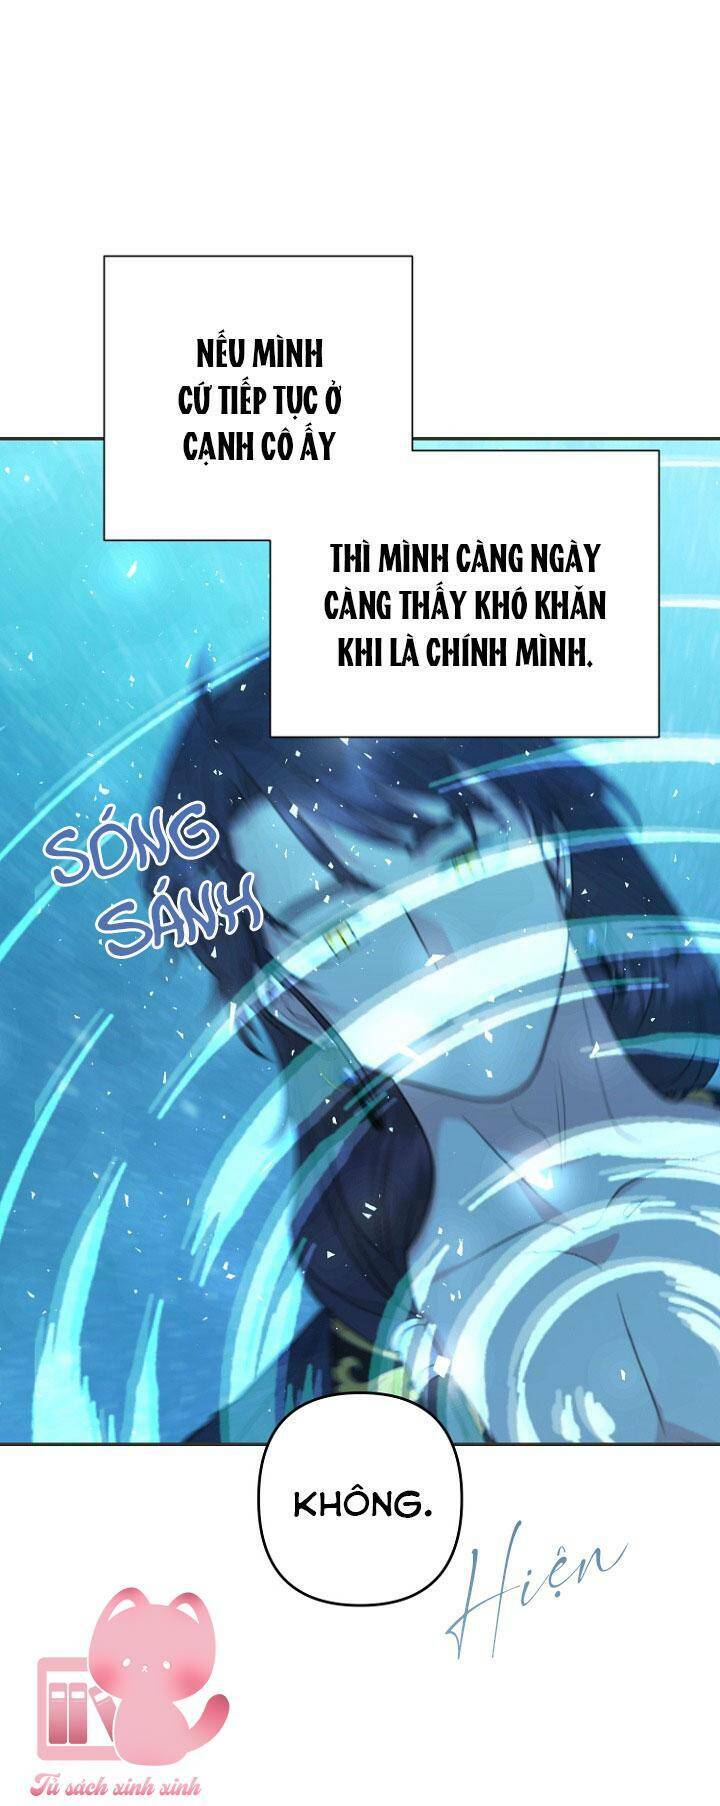 NẾU MÌNH
CỨ TIẾP TỤC Ở
CẠNH CÔ ẤY
THÌ MÌNH CÀNG NGÀY
CÀNG THẤY KHÓ KHĂN
KHI LÀ CHÍNH MÌNH.
SÓNG
SÁNH
KHÔNG.
Hiện
Tủ sách xinh xinh